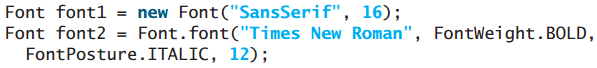 Font font1 = new Font("SansSerif", 16);
Font font2 = Font.font("Times New Roman", FontWeight.BOLD,
  FontPosture.ITALIC, 12);